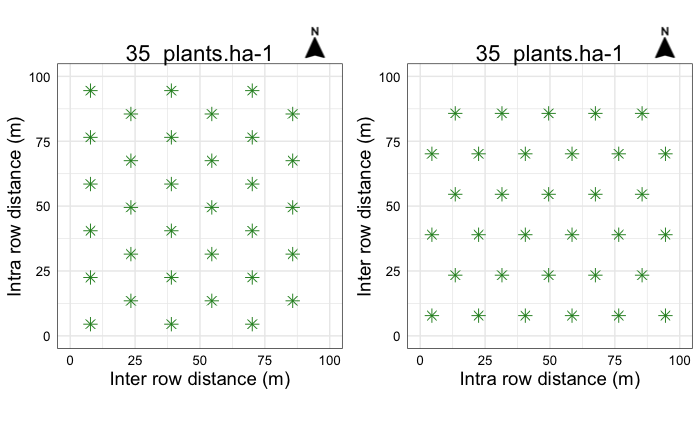 N
35 plants.ha-1
100
75
50
25
0
0 25 50 75 100
Intra row distance (m)
Inter row distance (m)
N
35 plants.ha-1
100
75
50
25
0
0 25 50 75 100
Inter row distance (m)
Intra row distance (m)